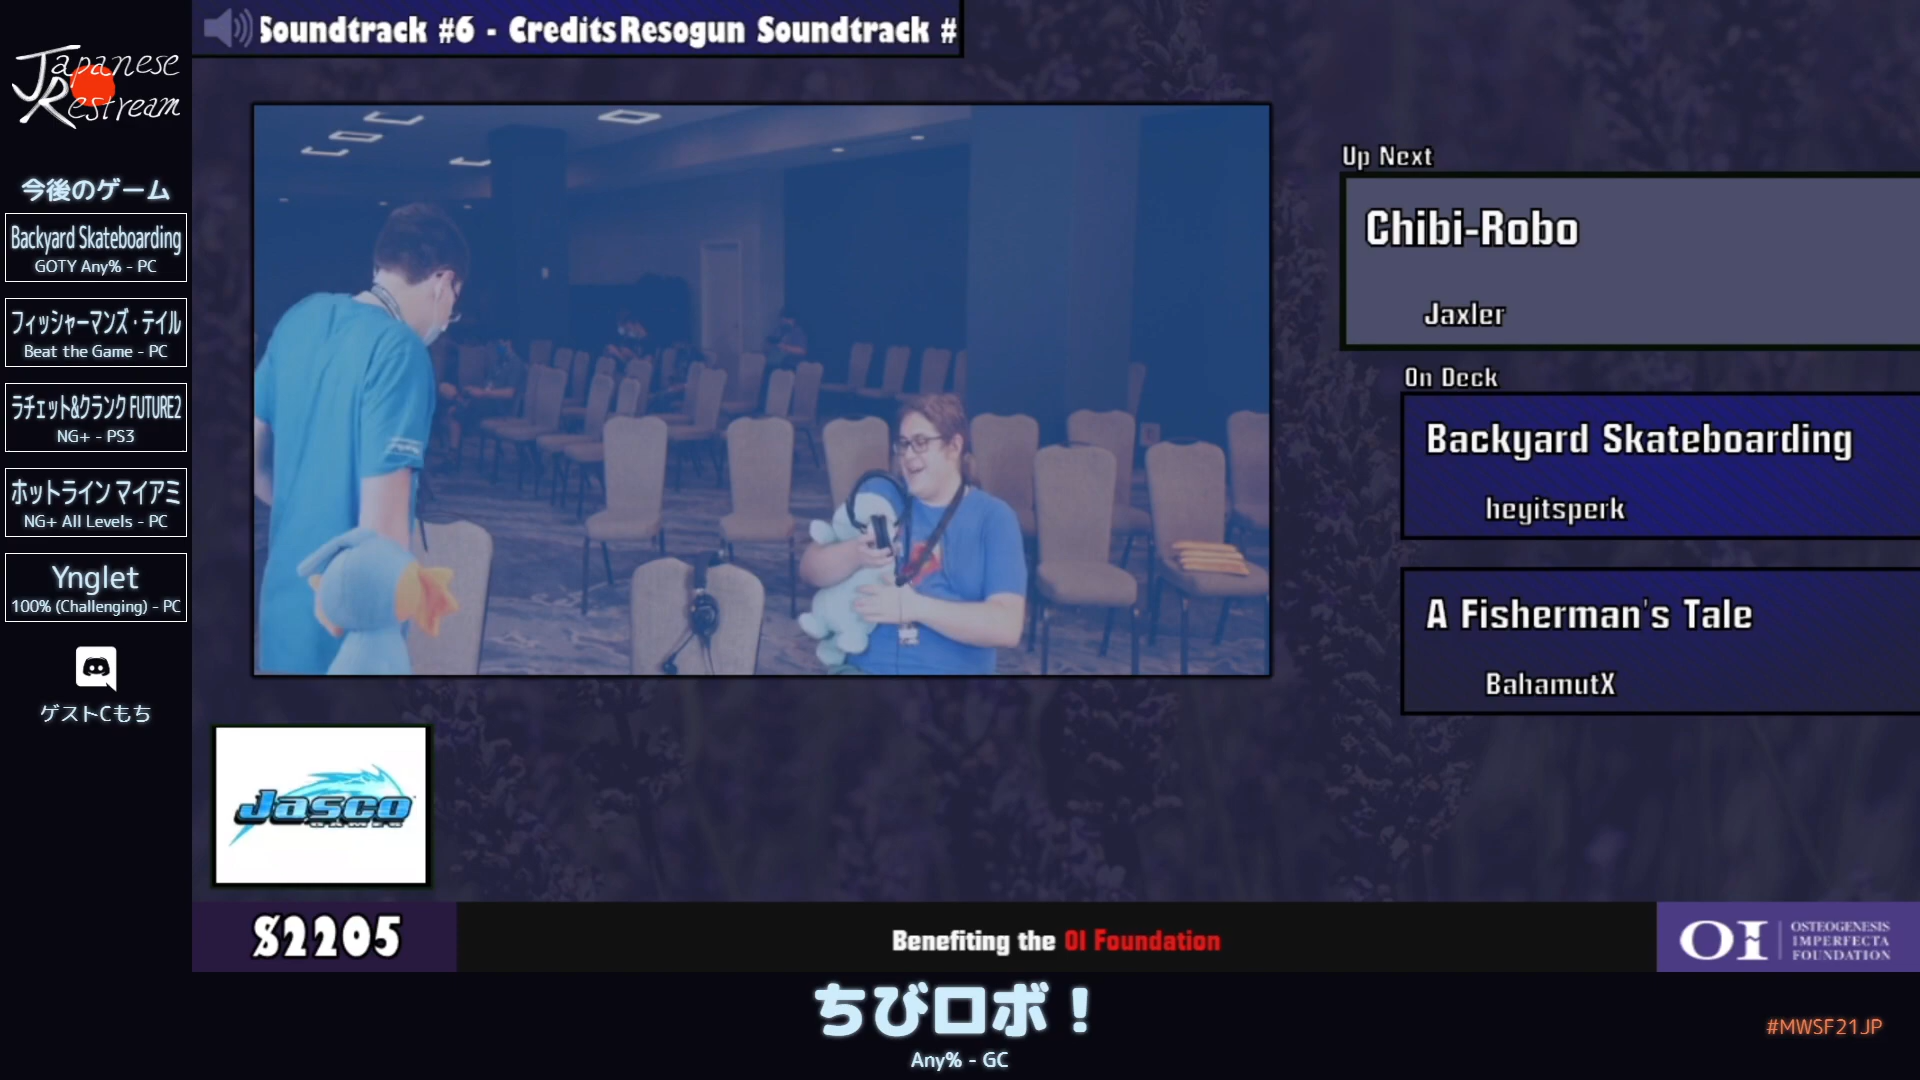 Japanese
Restream
今後のゲーム
Backyard Skateboarding
GOTY Any% - PC
フィッシャーマンズ・テイル
Beat the Game - PC
ラチェット&クランク FUTURE2
NG+ - PS3
ホットライン マイアミ
NG+ All Levels - PC
Ynglet
100% (Challenging) - PC
ゲストCもち
Soundtrack #6 - Credits Resogun Soundtrack #
Up Next
Chibi-Robo
Jaxler
On Deck
Backyard Skateboarding
heyitsperk
A Fisherman's Tale
BahamutX
Jasco
GAMES
$2205
Benefiting the OI Foundation
OI
OSTEOGENESIS
IMPERFECTA
FOUNDATION
ちびロボ！
Any% - GC
#MWSF21JP